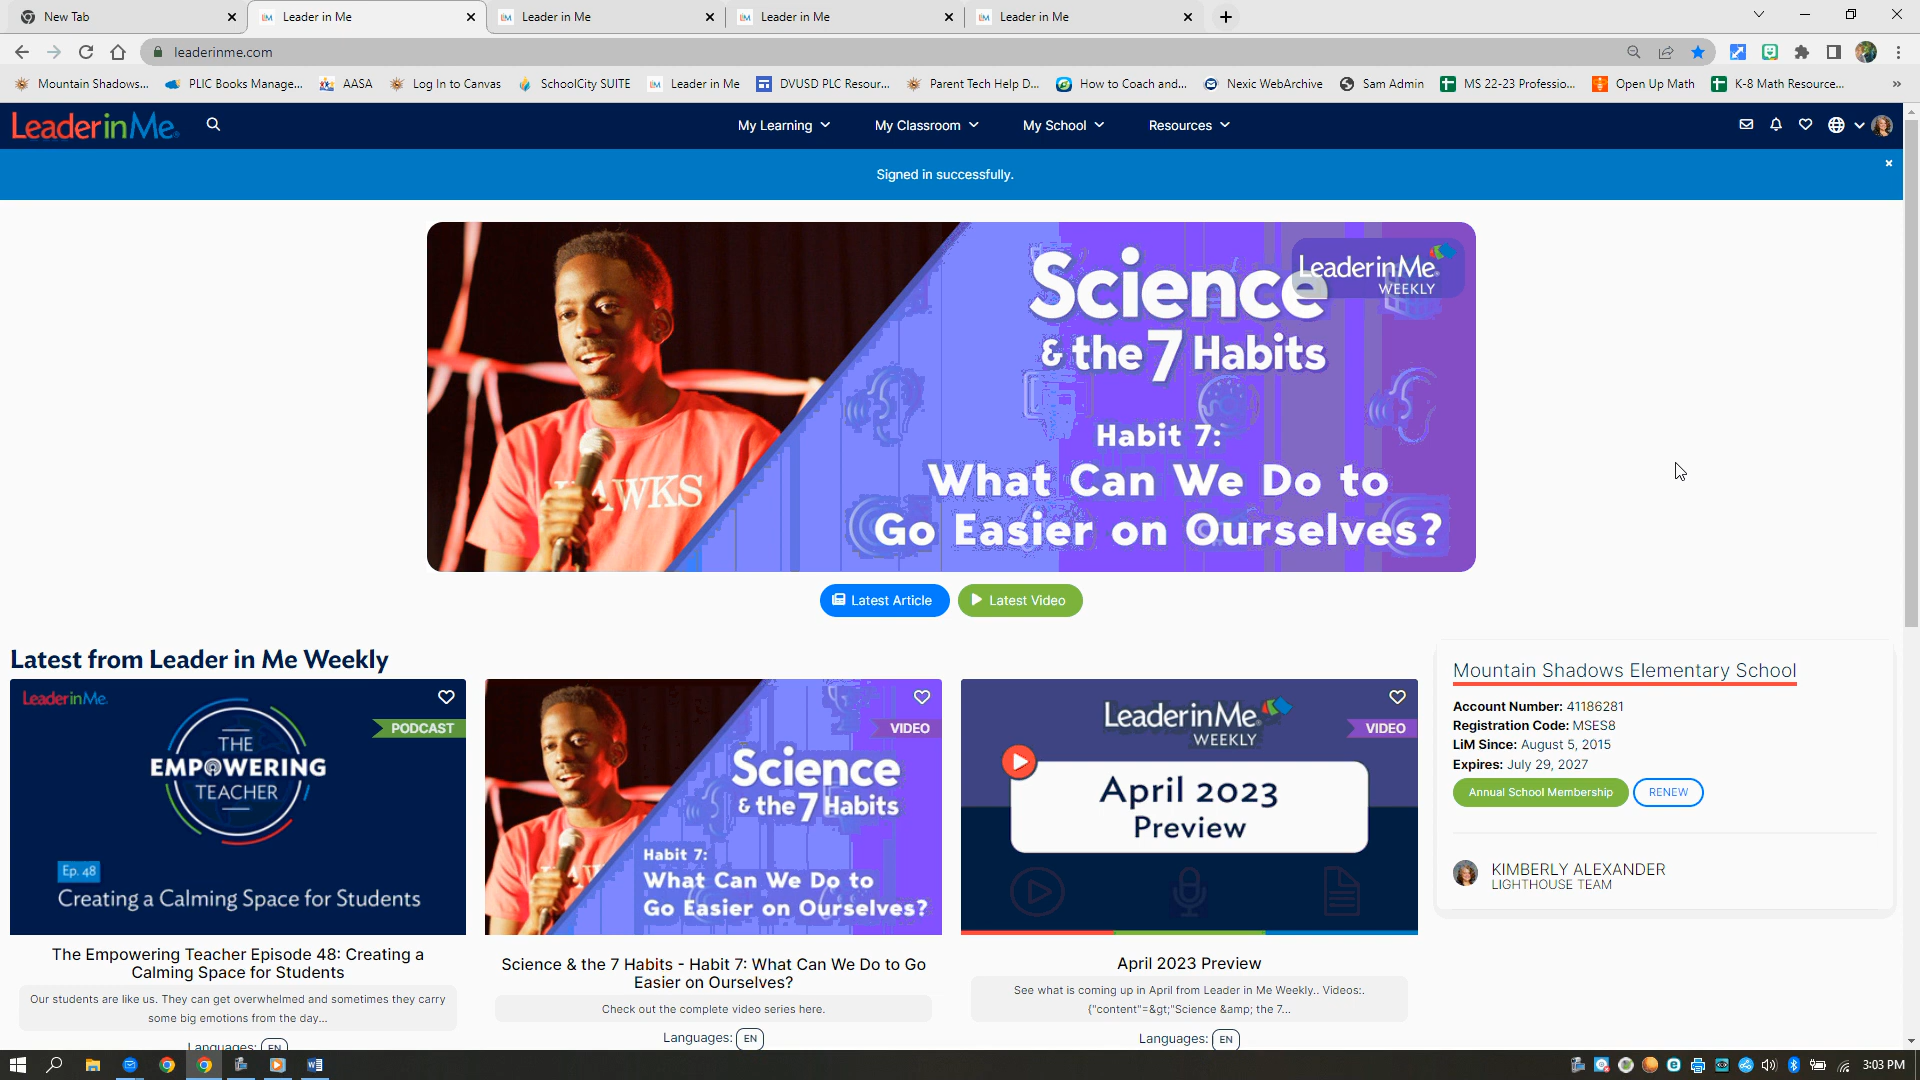 New Tab
Leader in Me
Leader in Me
Leader in Me
Leader in Me
leaderinme.com
Mountain Shadows...
PLIC Books Manage...
AASA
Log In to Canvas
SchoolCity SUITE
Leader in Me
DVUSD PLC Resour...
Parent Tech Help D...
How to Coach and...
Nexic WebArchive
Sam Admin
MS 22-23 Professio...
Open Up Math
K-8 Math Resource...
LeaderinMe
My Learning
My Classroom
My School
Resources
Signed in successfully.
Science
LeaderinMe
WEEKLY
& the 7 Habits
Habit 7:
What Can We Do to
Go Easier on Ourselves?
HAWKS
Latest Article
Latest Video
Latest from Leader in Me Weekly
LeaderinMe
PODCAST
THE
EMPOWERING
TEACHER
Ep. 48
Creating a Calming Space for Students
The Empowering Teacher Episode 48: Creating a
Calming Space for Students
Our students are like us. They can get overwhelmed and sometimes they carry
some big emotions from the day...
Languages: EN
VIDEO
Science
& the 7 Habits
Habit 7:
What Can We Do to
Go Easier on Ourselves?
Science & the 7 Habits - Habit 7: What Can We Do to Go
Easier on Ourselves?
Check out the complete video series here.
Languages: EN
LeaderinMe
WEEKLY
VIDEO
April 2023
Preview
April 2023 Preview
See what is coming up in April from Leader in Me Weekly.. Videos:.
{"content"=&gt;"Science &amp; the 7...
Languages: EN
Mountain Shadows Elementary School
Account Number: 41186281
Registration Code: MSES8
LiM Since: August 5, 2015
Expires: July 29, 2027
Annual School Membership
RENEW
KIMBERLY ALEXANDER
LIGHTHOUSE TEAM
3:03 PM